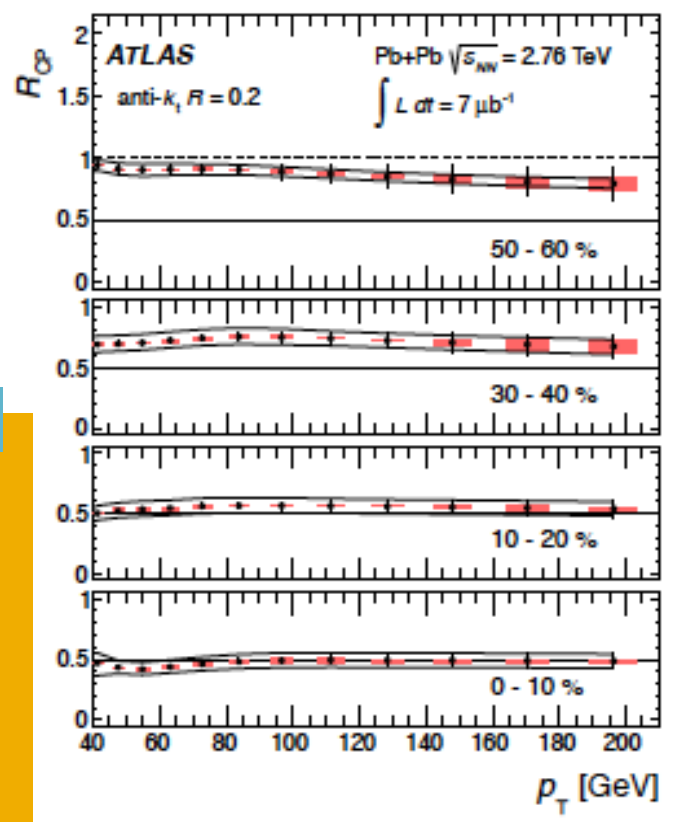 ATLAS
Pb+Pb √s_NN = 2.76 TeV
anti-k_t R = 0.2
∫ L dt = 7 μb⁻¹
R_CP
2
1.5
1
0.5
0
50 - 60 %
1
0.5
0
30 - 40 %
1
0.5
0
10 - 20 %
1
0.5
0
0 - 10 %
40 60 80 100 120 140 160 180 200
p_T [GeV]